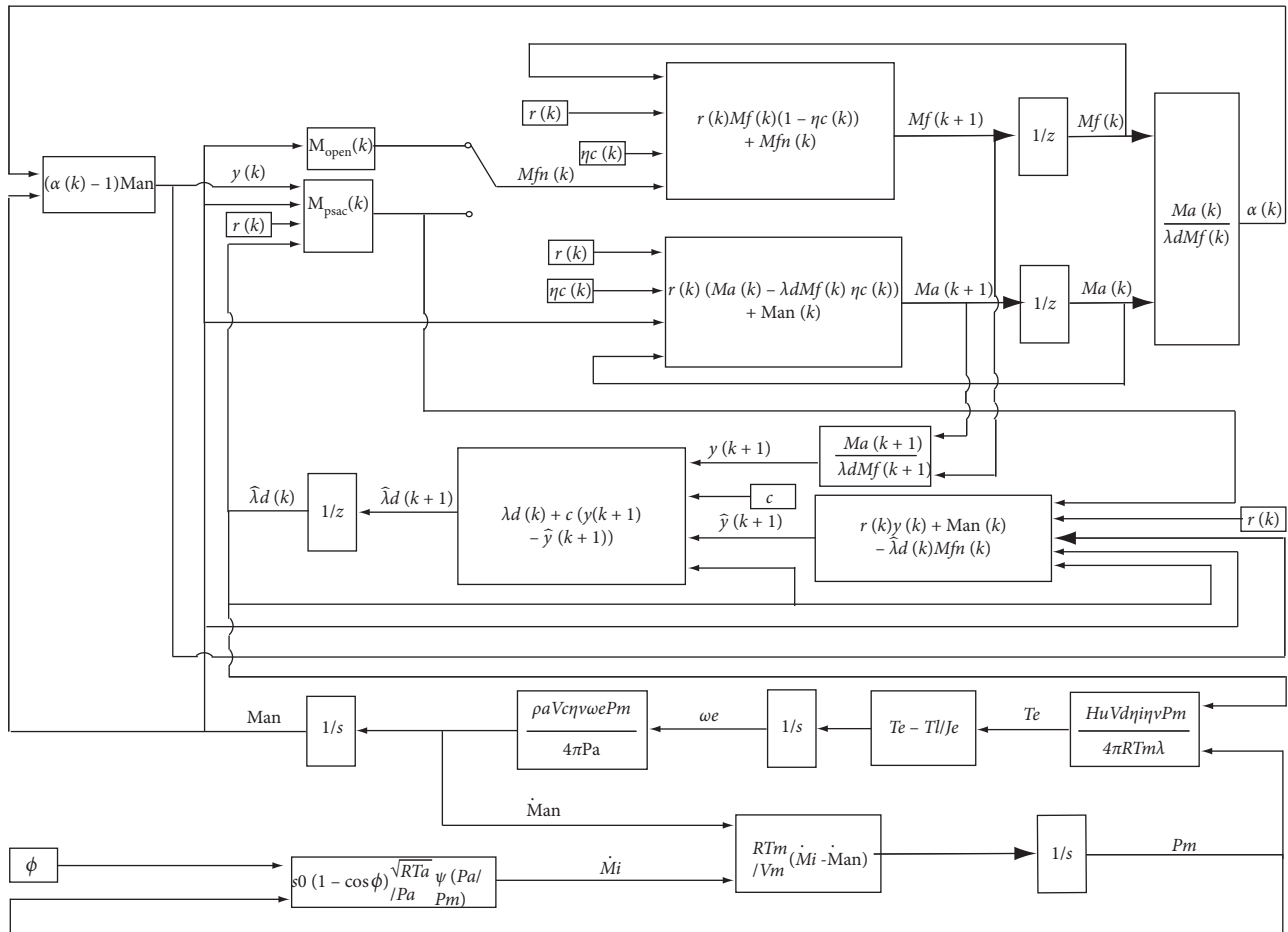 r (k)Mf (k)(1 − ηc (k))
+ Mfn (k)
r (k)
ηc (k)
Mf (k + 1)
1/z
Mf (k)
M_open(k)
Mfn (k)
(α (k) − 1)Man
y (k)
M_psac(k)
r (k)
Ma (k)
λdMf (k)
α (k)
r (k)
ηc (k)
r (k) (Ma (k) − λdMf (k) ηc (k))
+ Man (k)
Ma (k + 1)
1/z
Ma (k)
Ma (k + 1)
λdMf (k + 1)
y (k + 1)
λ̂d (k)
1/z
λ̂d (k + 1)
λd (k) + c (y(k + 1)
− ŷ (k + 1))
c
ŷ (k + 1)
r (k)y (k) + Man (k)
− λ̂d (k)Mfn (k)
r (k)
Man
1/s
ρaVcηvωePm
4πPa
ωe
1/s
Te − Tl/Je
Te
HuVdηiηvPm
4πRTmλ
Ṁan
ϕ
s0 (1 − cosϕ) √RTa /Pa ψ (Pa/ Pm)
Ṁi
RTm /Vm (Ṁi -Ṁan)
1/s
Pm